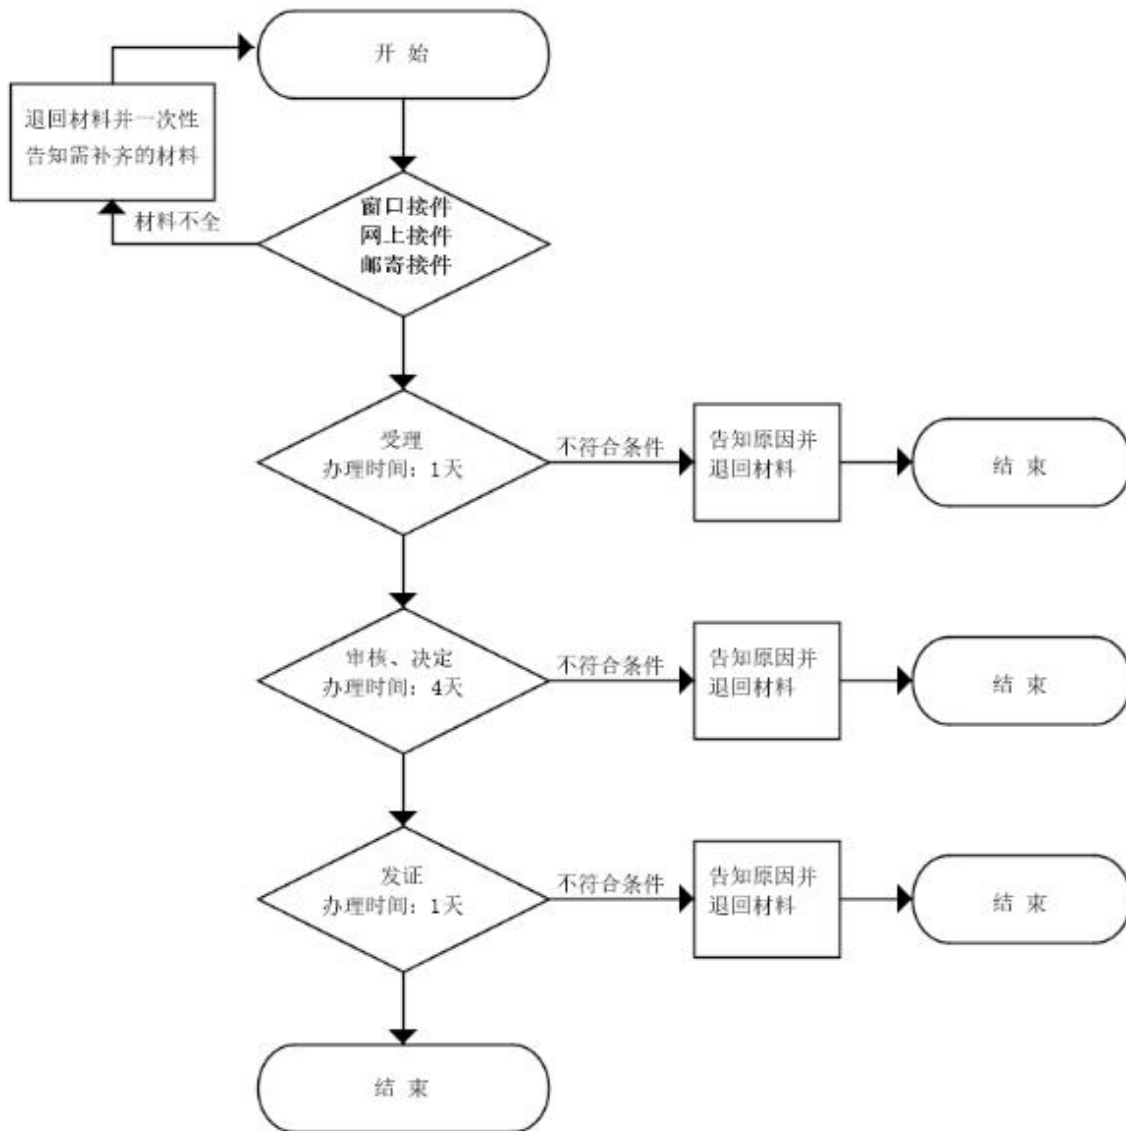 开 始
退回材料并一次性
告知需补齐的材料
材料不全
窗口接件
网上接件
邮寄接件
受理
办理时间：1天
不符合条件
告知原因并
退回材料
结 束
审核、决定
办理时间：4天
不符合条件
告知原因并
退回材料
结 束
发证
办理时间：1天
不符合条件
告知原因并
退回材料
结 束
结 束